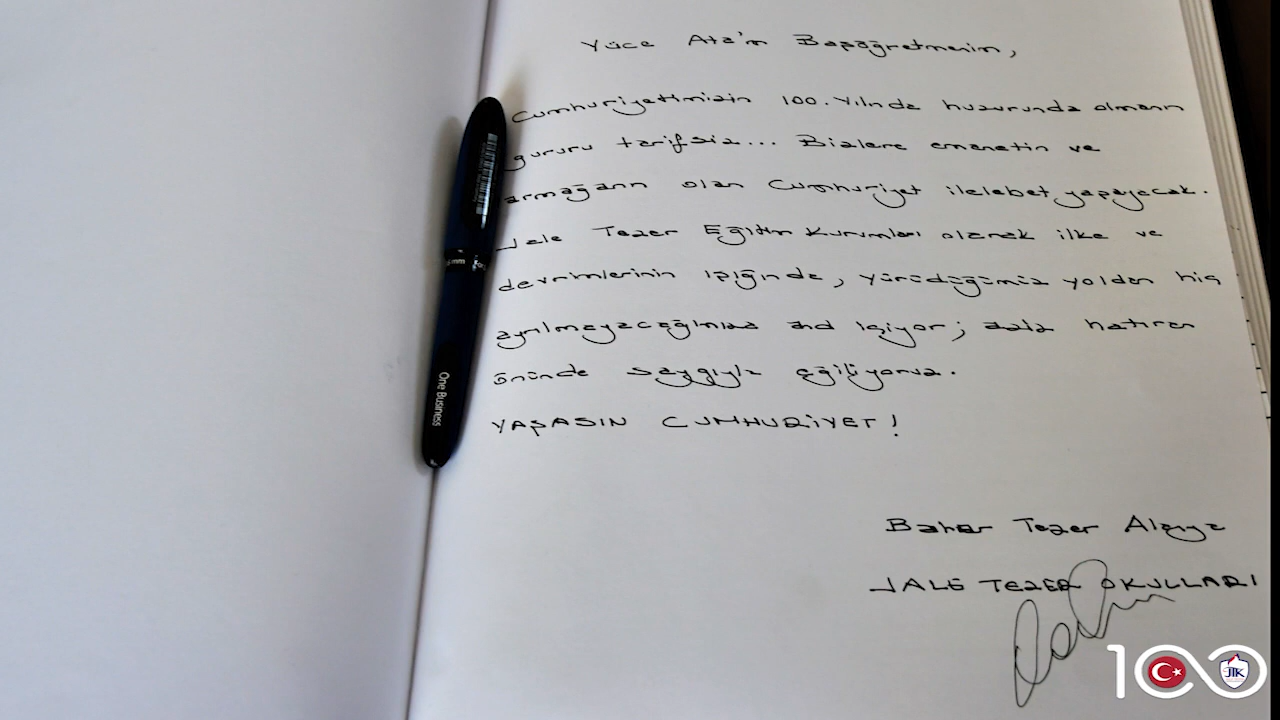 Yüce Ata'm Başöğretmenim,
Cumhuriyetimizin 100. Yılında huzurunda olmanın
gururu tarifsiz... Bizlere emanetin ve
armağanın olan Cumhuriyet ilelebet yaşayacak.
Jale Tezer Eğitim Kurumları olarak ilke ve
devrimlerinin ışığında, yürüdüğümüz yoldan hiç
ayrılmayacağımıza and içiyor; aziz hatıran
önünde saygıyla eğiliyoruz.
YAŞASIN CUMHURİYET!
Bahar Tezer
JALE TEZER OKULLARI
One Business
mm
100
JTK